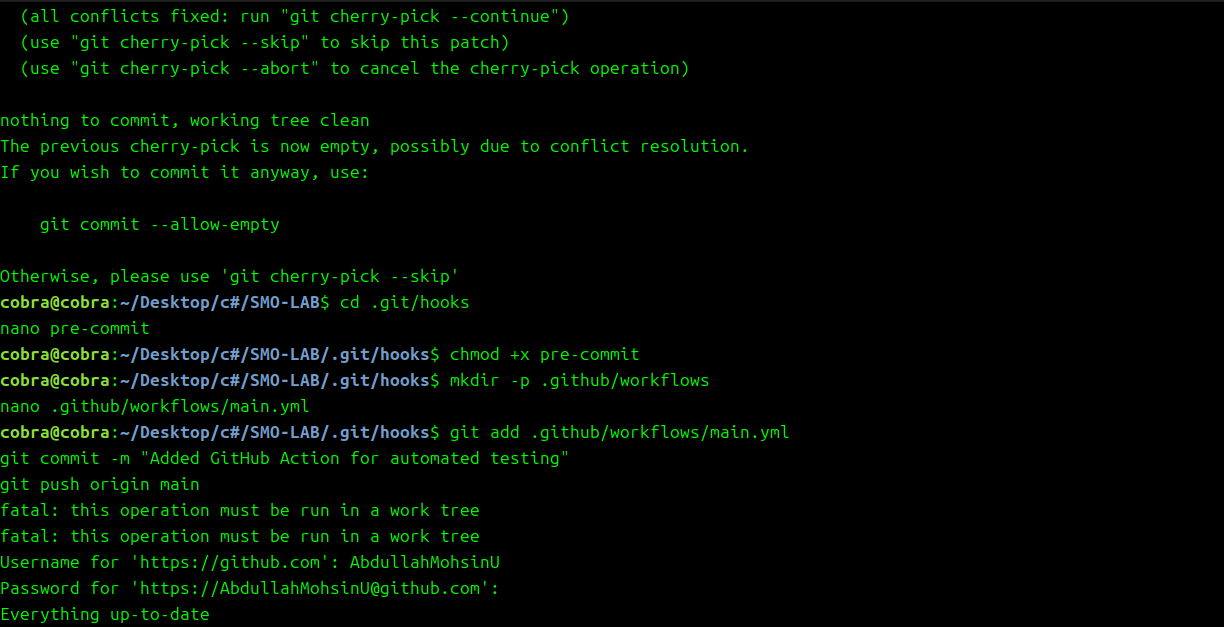 (all conflicts fixed: run "git cherry-pick --continue")
(use "git cherry-pick --skip" to skip this patch)
(use "git cherry-pick --abort" to cancel the cherry-pick operation)
nothing to commit, working tree clean
The previous cherry-pick is now empty, possibly due to conflict resolution.
If you wish to commit it anyway, use:
git commit --allow-empty
Otherwise, please use 'git cherry-pick --skip'
cobra@cobra:~/Desktop/c#/SMO-LAB$ cd .git/hooks
nano pre-commit
cobra@cobra:~/Desktop/c#/SMO-LAB/.git/hooks$ chmod +x pre-commit
cobra@cobra:~/Desktop/c#/SMO-LAB/.git/hooks$ mkdir -p .github/workflows
nano .github/workflows/main.yml
cobra@cobra:~/Desktop/c#/SMO-LAB/.git/hooks$ git add .github/workflows/main.yml
git commit -m "Added GitHub Action for automated testing"
git push origin main
fatal: this operation must be run in a work tree
fatal: this operation must be run in a work tree
Username for 'https://github.com': AbdullahMohsinU
Password for 'https://AbdullahMohsinU@github.com':
Everything up-to-date